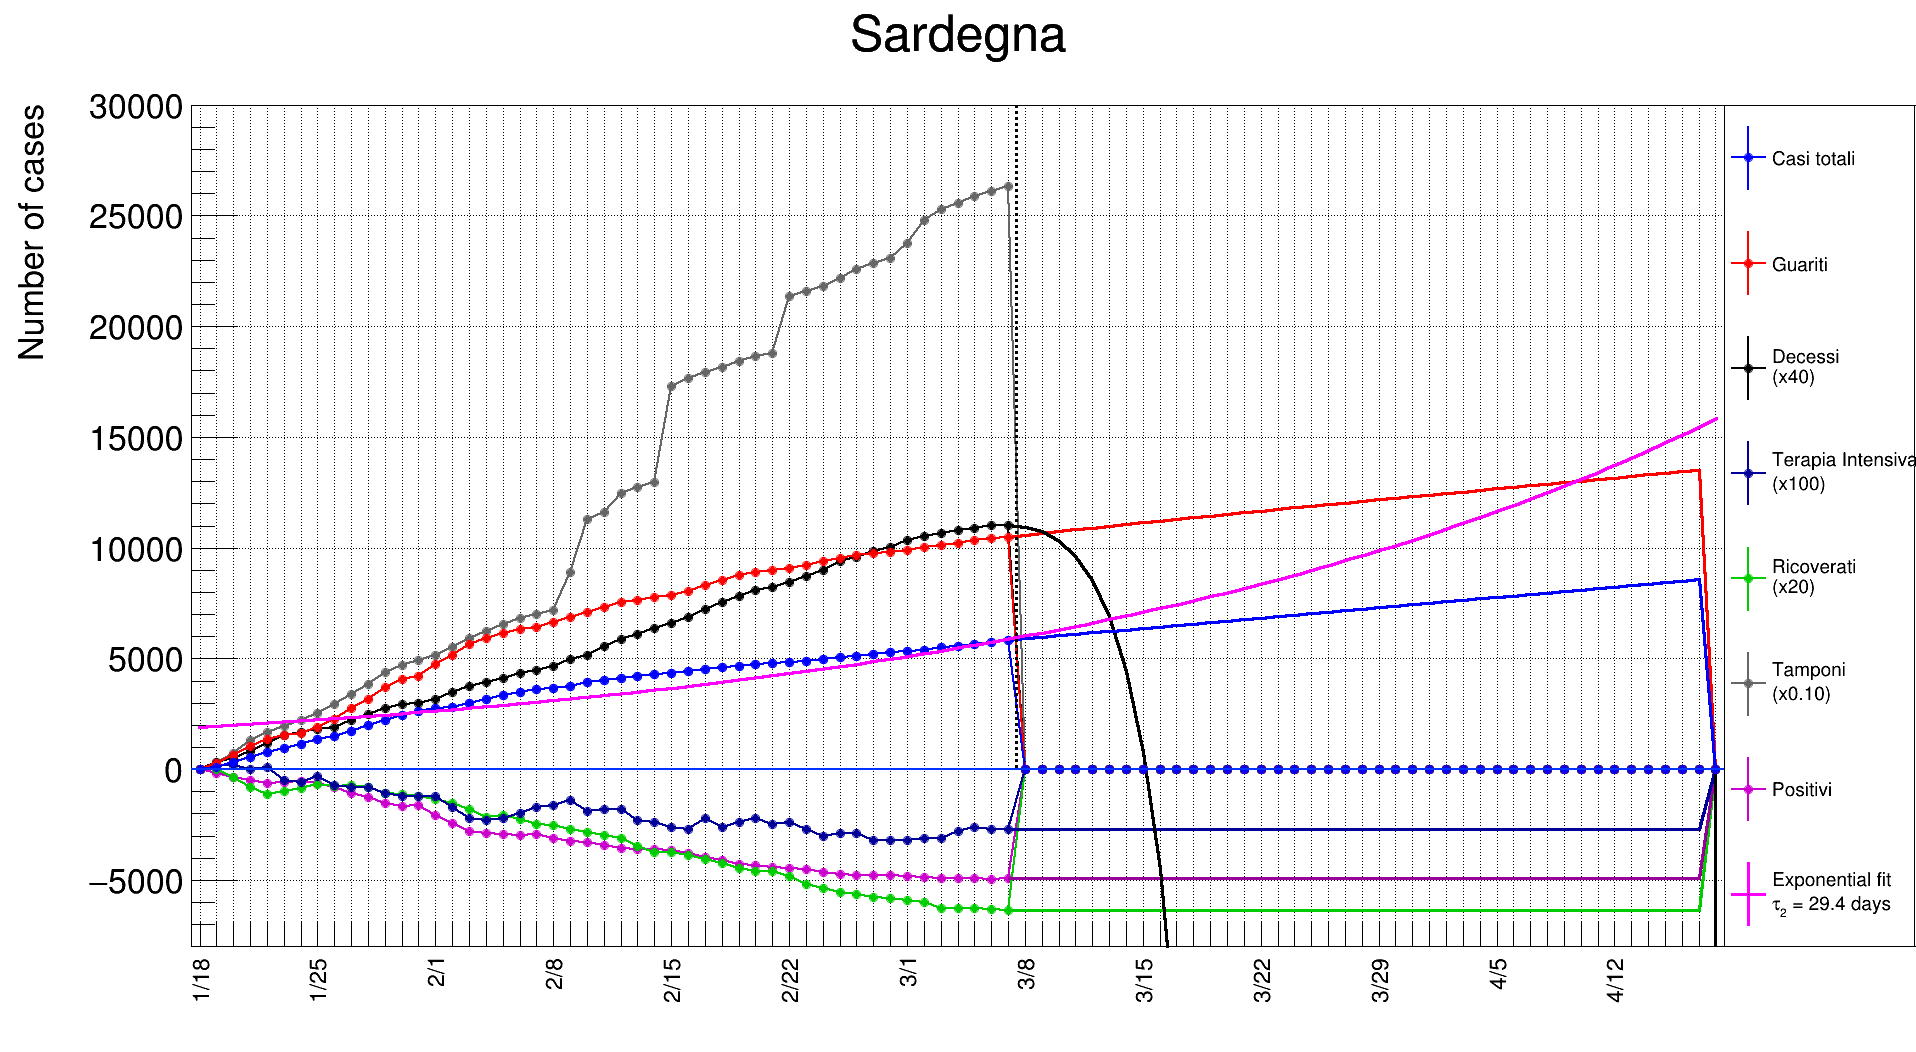 Sardegna
Number of cases
30000
25000
20000
15000
10000
5000
0
−5000
1/18
1/25
2/1
2/8
2/15
2/22
3/1
3/8
3/15
3/22
3/29
4/5
4/12
Casi totali
Guariti
Decessi
(x40)
Terapia Intensiva
(x100)
Ricoverati
(x20)
Tamponi
(x0.10)
Positivi
Exponential fit
τ₂ = 29.4 days